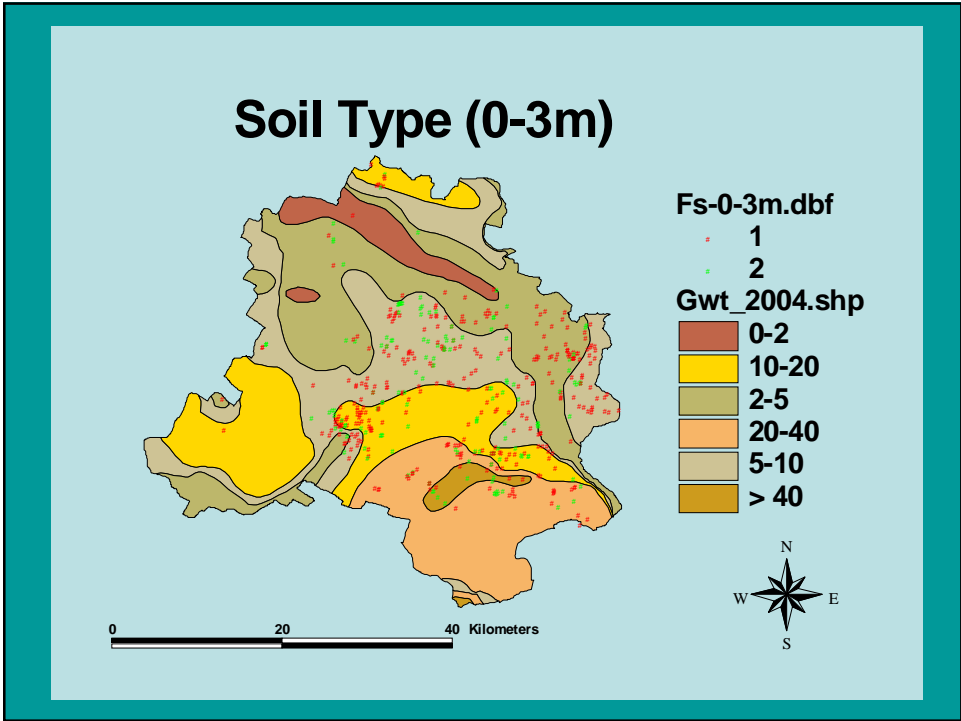 Soil Type (0-3m)
Fs-0-3m.dbf
1
2
Gwt_2004.shp
0-2
10-20
2-5
20-40
5-10
> 40
N
W E
S
0 20 40 Kilometers